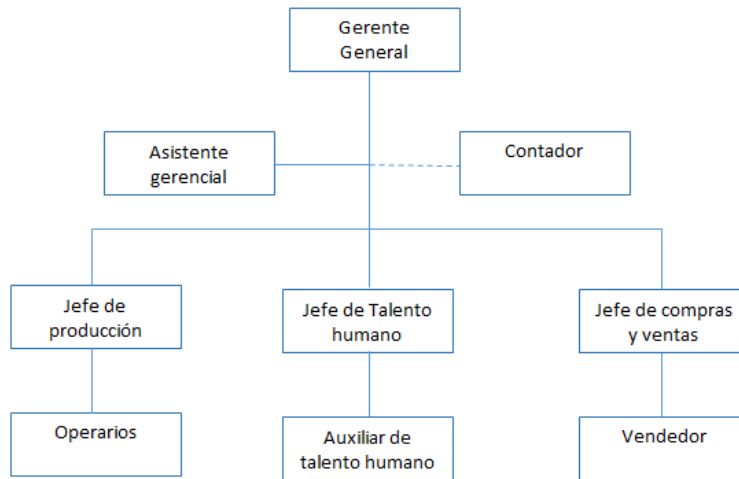 Gerente
General
Asistente
gerencial
Contador
Jefe de
producción
Jefe de Talento
humano
Jefe de compras
y ventas
Operarios
Auxiliar de
talento humano
Vendedor